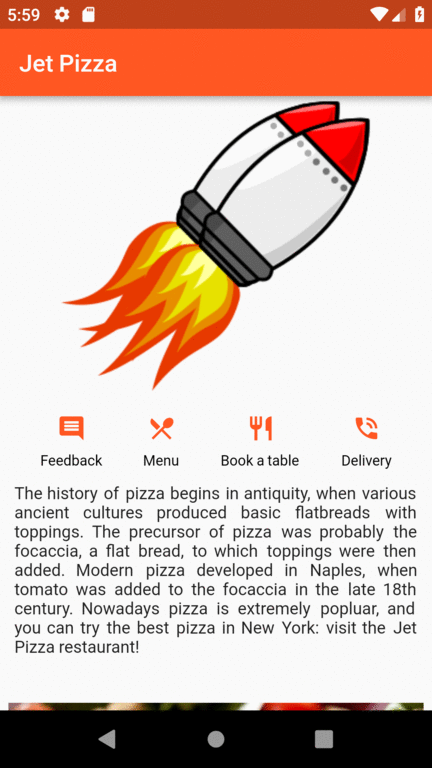 5:59
Jet Pizza
Feedback Menu Book a table Delivery
The history of pizza begins in antiquity, when various
ancient cultures produced basic flatbreads with
toppings. The precursor of pizza was probably the
focaccia, a flat bread, to which toppings were then
added. Modern pizza developed in Naples, when
tomato was added to the focaccia in the late 18th
century. Nowadays pizza is extremely popluar, and
you can try the best pizza in New York: visit the Jet
Pizza restaurant!